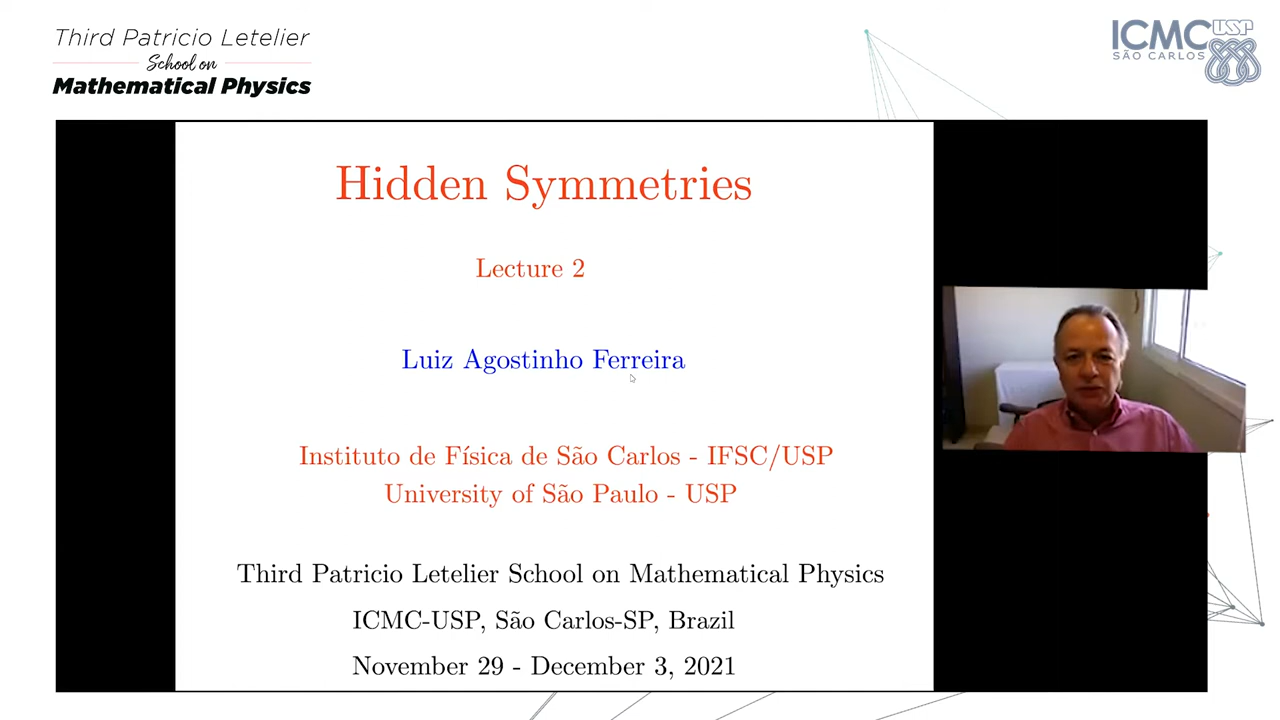 Third Patricio Letelier
School on
Mathematical Physics
ICMC USP
SÃO CARLOS
Hidden Symmetries
Lecture 2
Luiz Agostinho Ferreira
Instituto de Física de São Carlos - IFSC/USP
University of São Paulo - USP
Third Patricio Letelier School on Mathematical Physics
ICMC-USP, São Carlos-SP, Brazil
November 29 - December 3, 2021